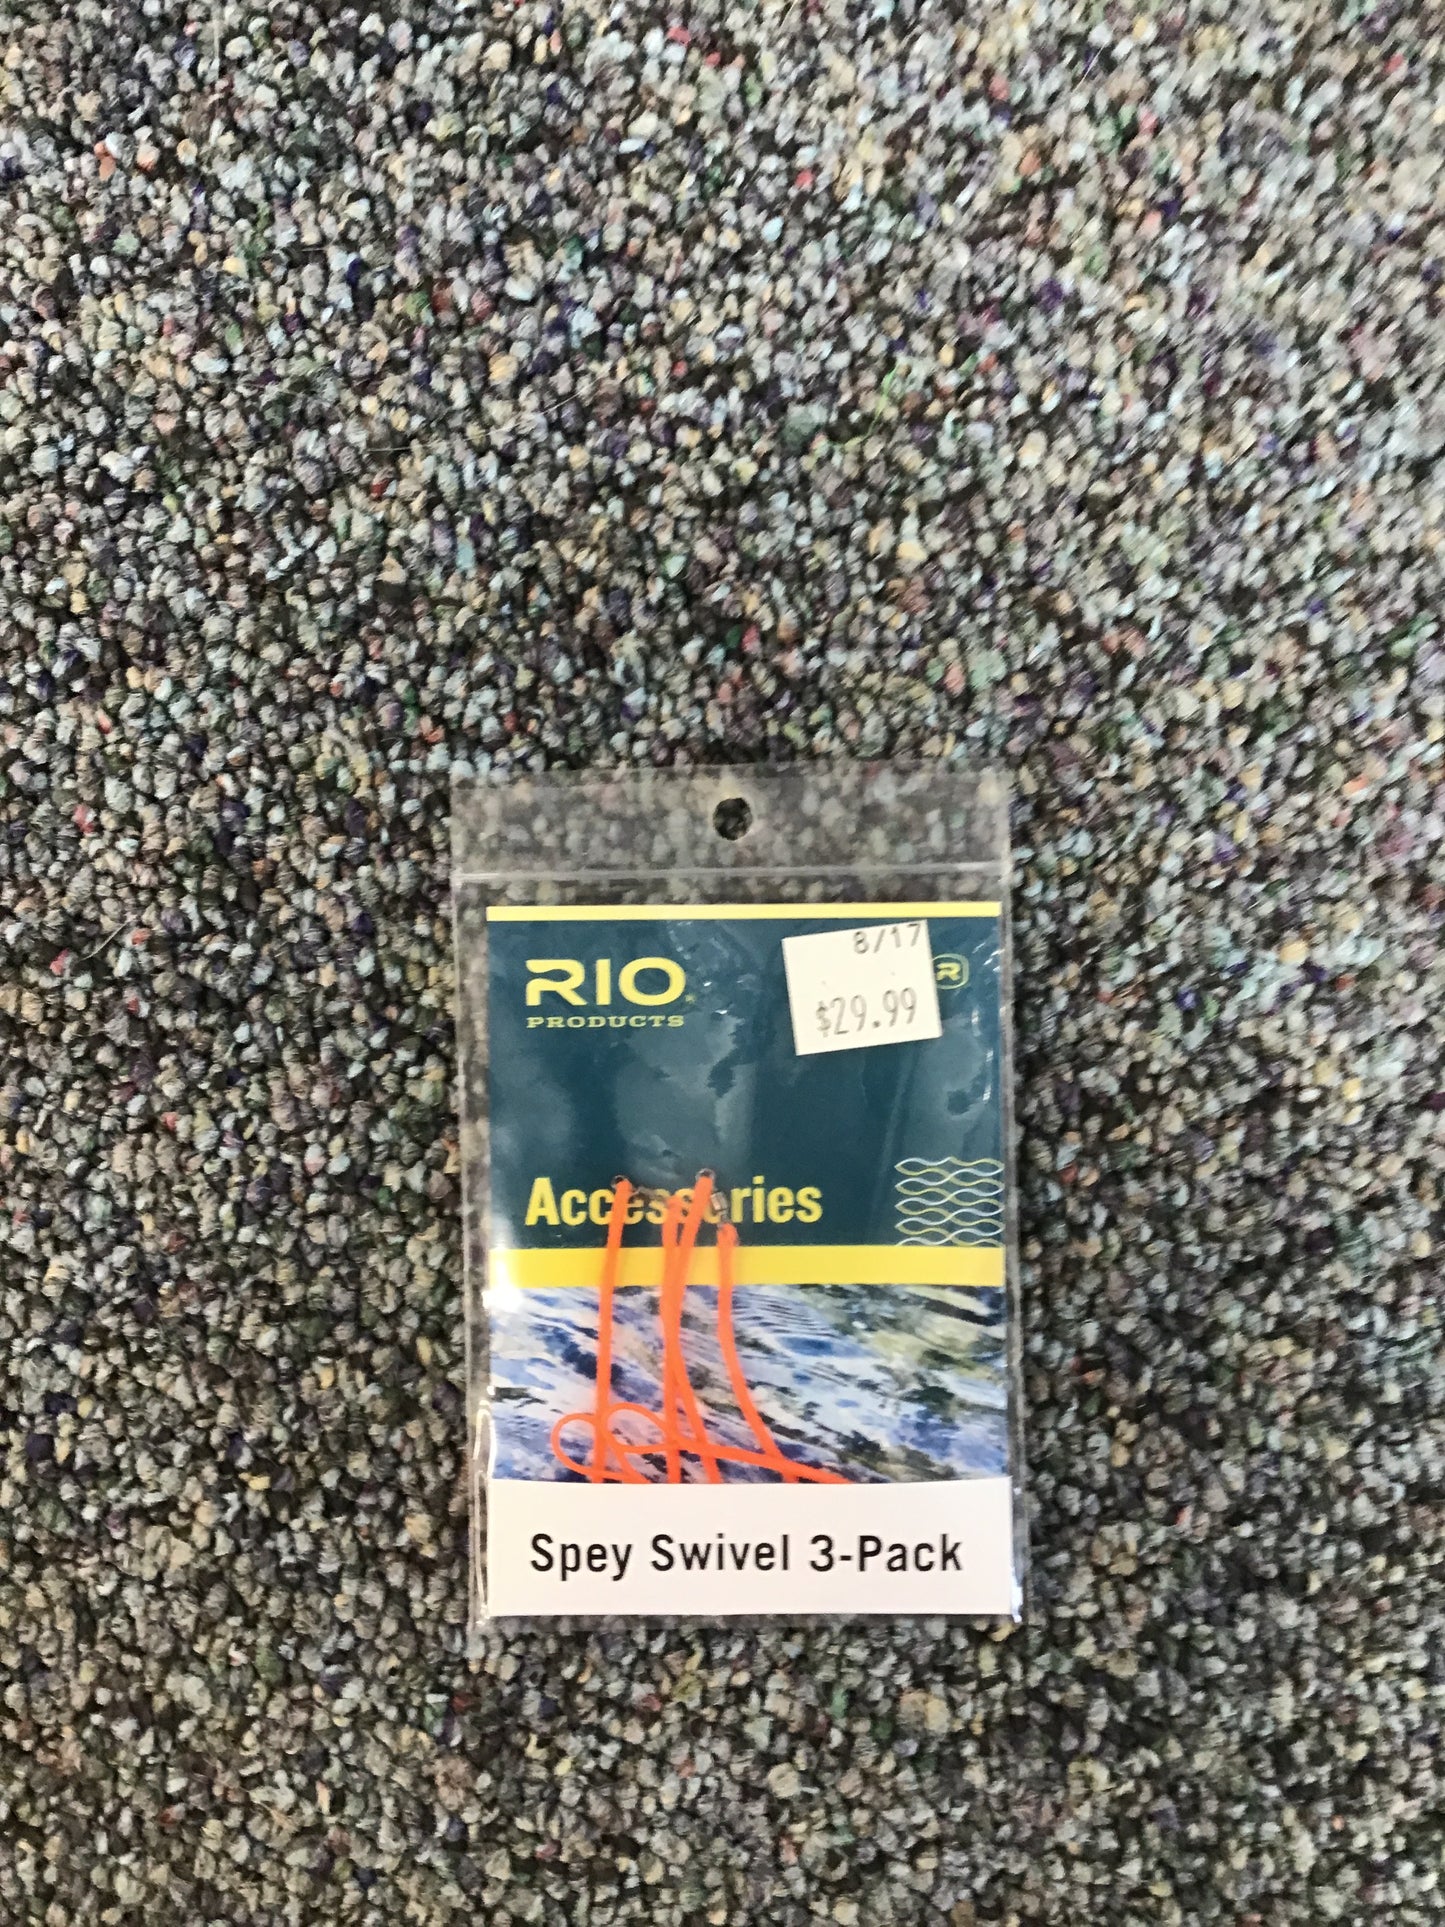 8/17
$29.99
RIO
PRODUCTS
R
Accessories
Spey Swivel 3-Pack